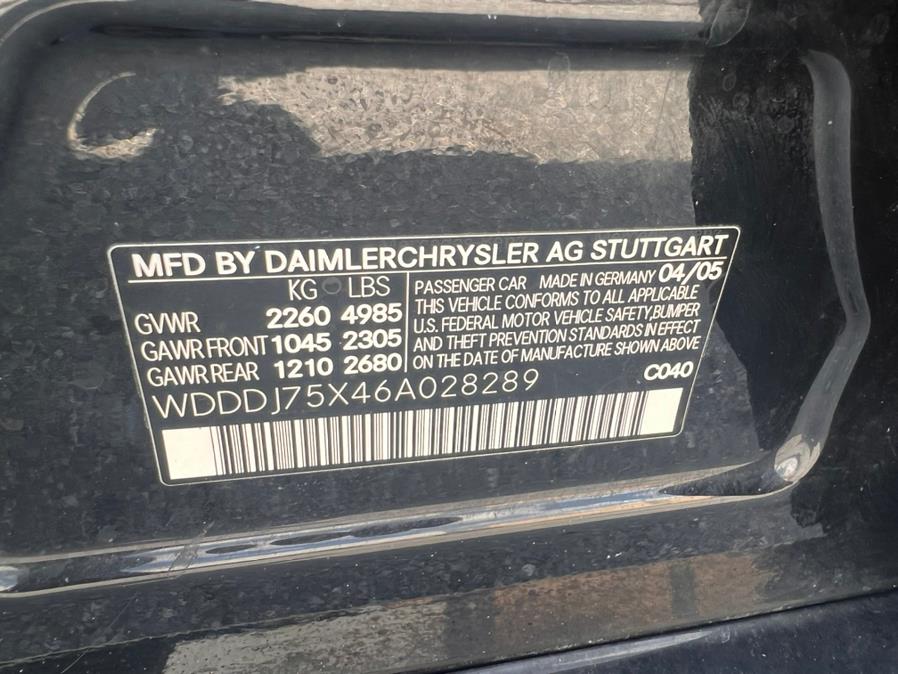 MFD BY DAIMLERCHRYSLER AG STUTTGART
KG LBS
GVWR 2260 4985
GAWR FRONT 1045 2305
GAWR REAR 1210 2680
PASSENGER CAR MADE IN GERMANY 04/05
THIS VEHICLE CONFORMS TO ALL APPLICABLE
U.S. FEDERAL MOTOR VEHICLE SAFETY,BUMPER
AND THEFT PREVENTION STANDARDS IN EFFECT
ON THE DATE OF MANUFACTURE SHOWN ABOVE
C040
WDDDJ75X46A028289